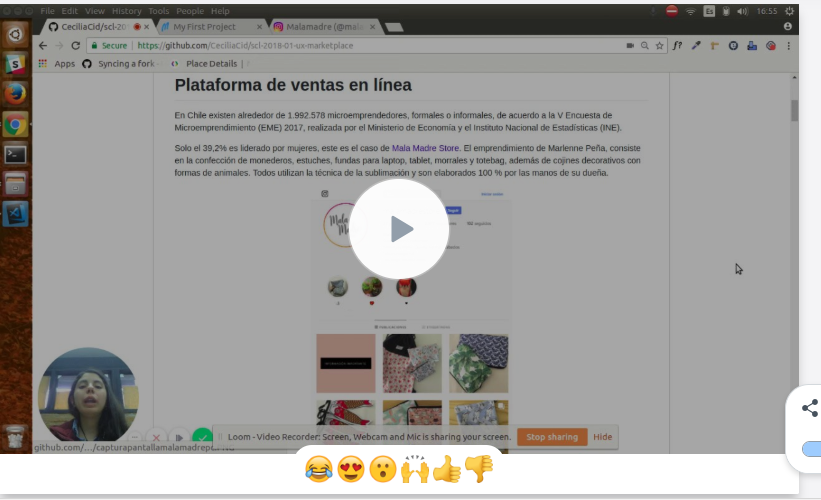 File Edit View History Tools People Help
Es 16:55
CeciliaCid/scl-20 My First Project Malamadre (@mala
Secure https://github.com/CeciliaCid/scl-2018-01-ux-marketplace
Apps Syncing a fork Place Details |
Plataforma de ventas en línea
En Chile existen alrededor de 1.992.578 microemprendedores, formales o informales, de acuerdo a la V Encuesta de
Microemprendimiento (EME) 2017, realizada por el Ministerio de Economía y el Instituto Nacional de Estadísticas (INE).
Solo el 39,2% es liderado por mujeres, este es el caso de Mala Madre Store. El emprendimiento de Marlenne Peña, consiste
en la confección de monederos, estuches, fundas para laptop, tablet, morrales y totebag, además de cojines decorativos con
formas de animales. Todos utilizan la técnica de la sublimación y son elaborados 100 % por las manos de su dueña.
Loom - Video Recorder: Screen, Webcam and Mic is sharing your screen. Stop sharing Hide